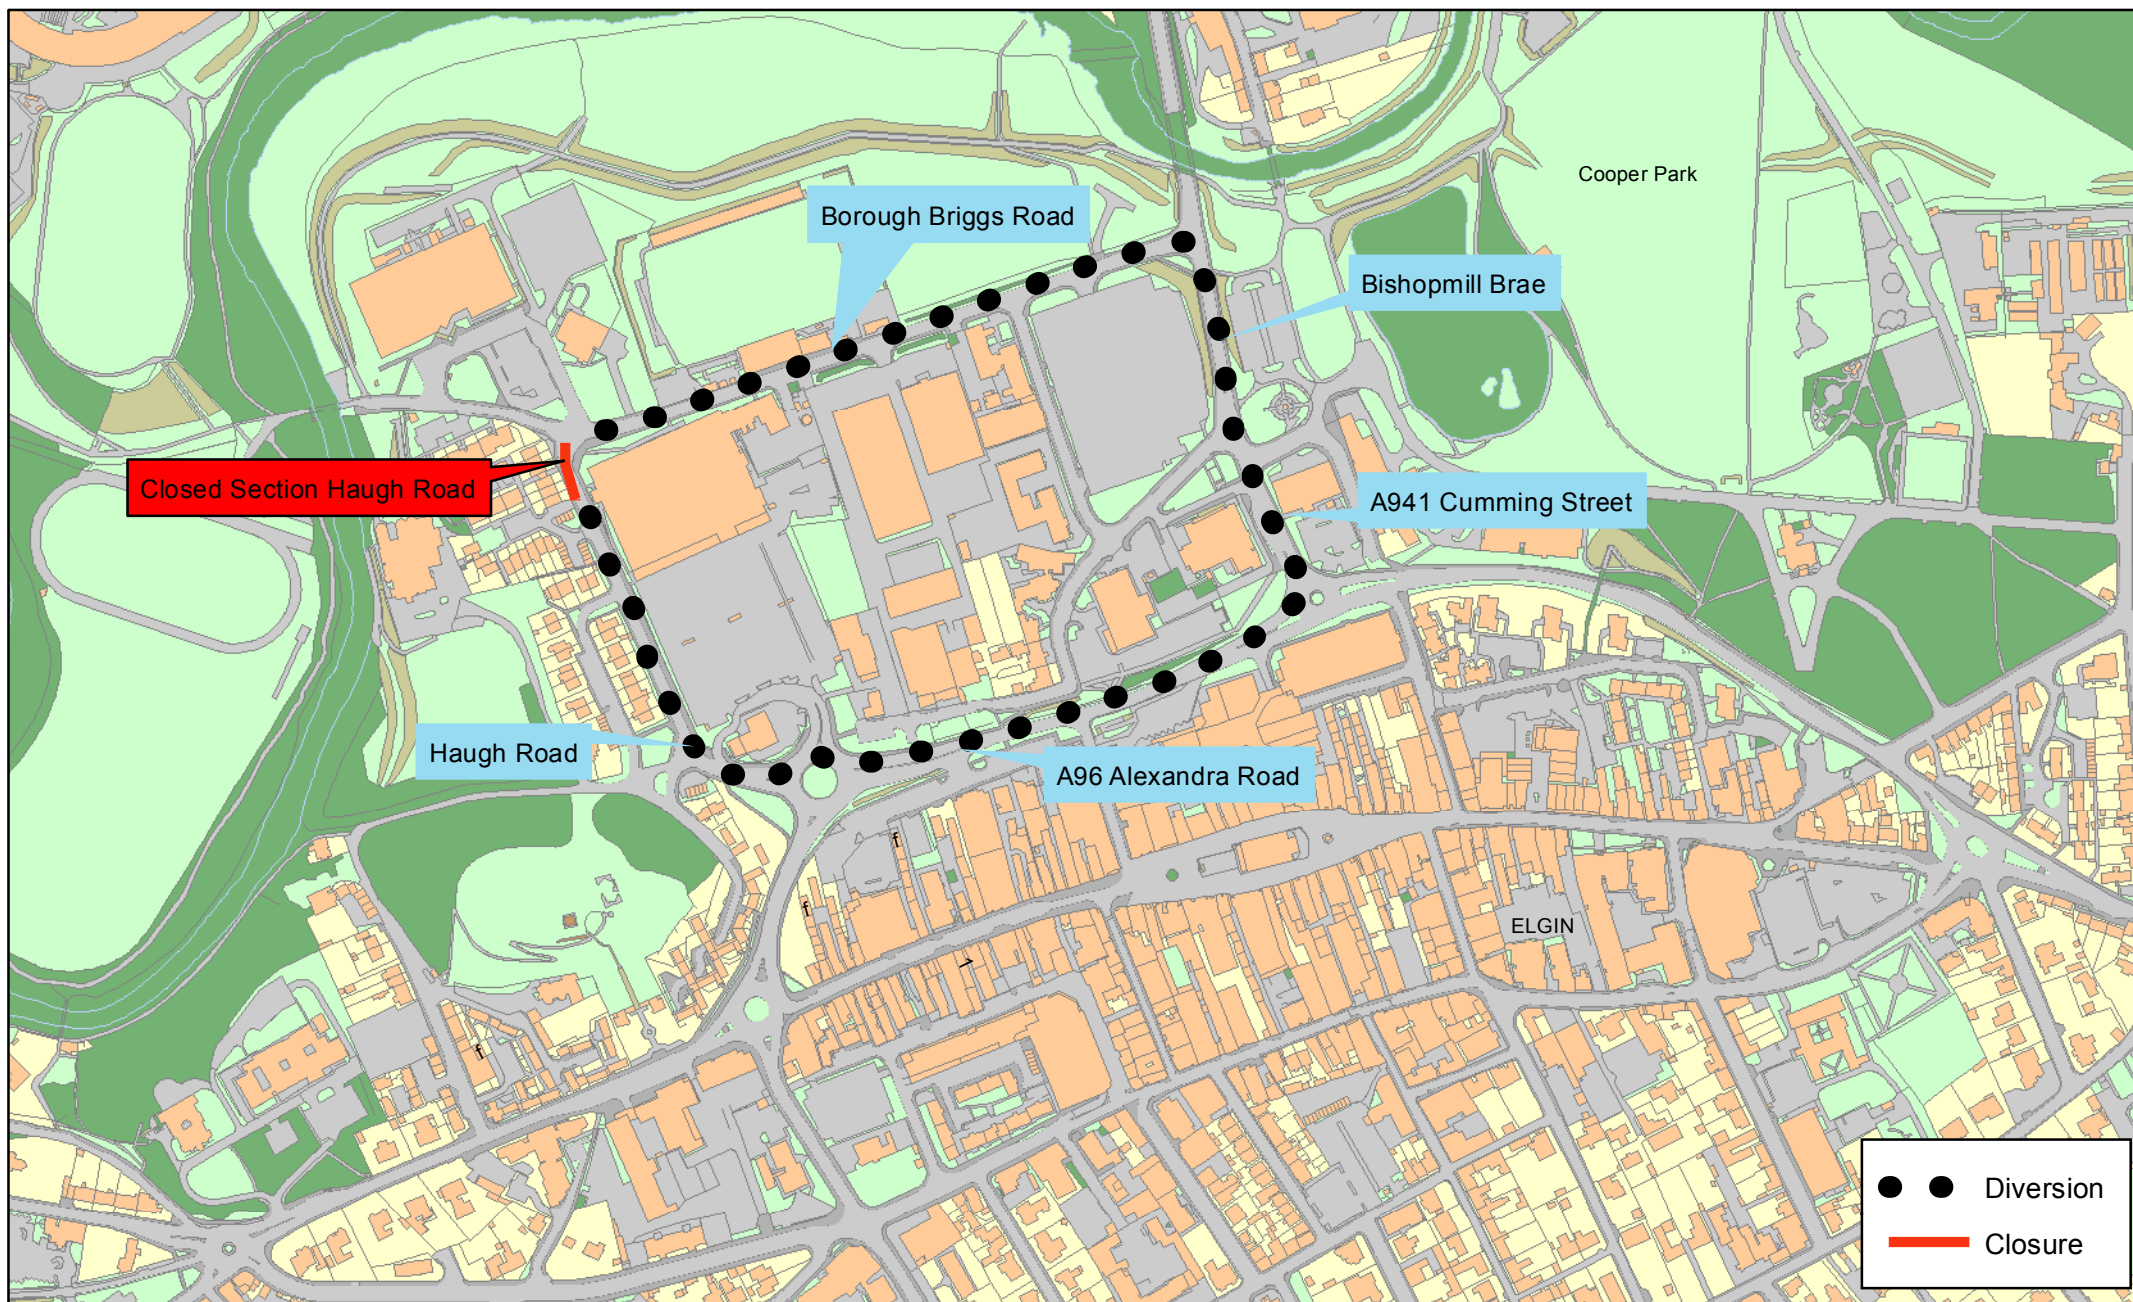 Cooper Park
Borough Briggs Road
Bishopmill Brae
Closed Section Haugh Road
A941 Cumming Street
Haugh Road
A96 Alexandra Road
f
f
ELGIN
f
Diversion
Closure